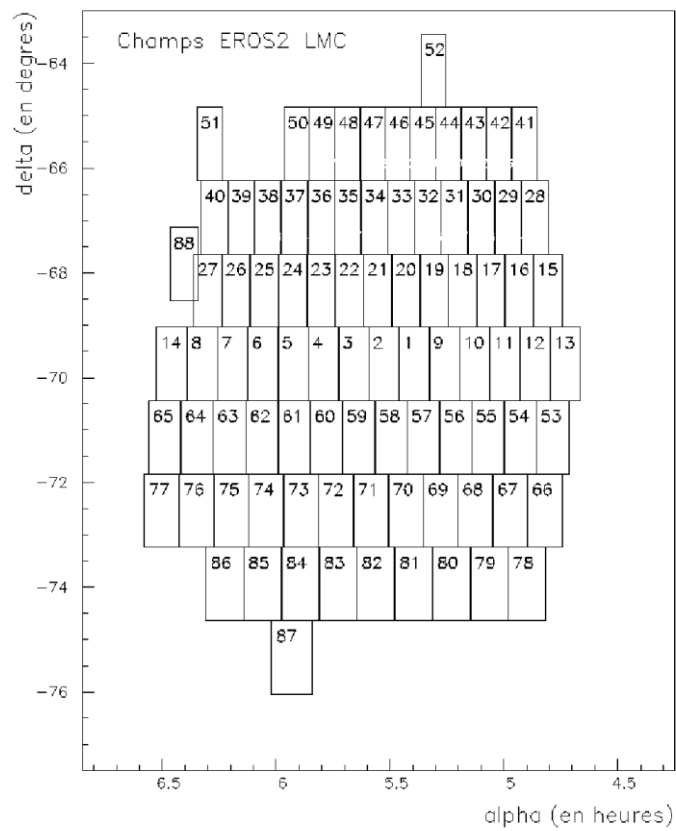 Champs EROS2 LMC
52
51 50 49 48 47 46 45 44 43 42 41
40 39 38 37 36 35 34 33 32 31 30 29 28
88
27 26 25 24 23 22 21 20 19 18 17 16 15
14 8 7 6 5 4 3 2 1 9 10 11 12 13
65 64 63 62 61 60 59 58 57 56 55 54 53
77 76 75 74 73 72 71 70 69 68 67 66
86 85 84 83 82 81 80 79 78
87
delta (en degres)
−64
−66
−68
−70
−72
−74
−76
6.5 6 5.5 5 4.5
alpha (en heures)